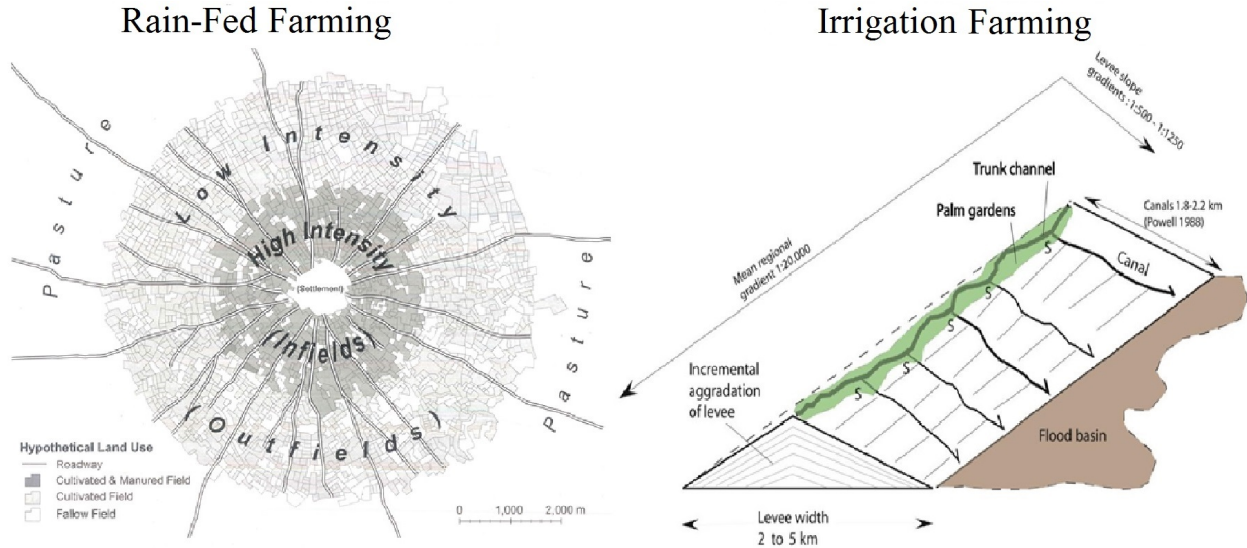 Rain-Fed Farming
Pasture
Low Intensity
High Intensity
(Settlement)
(Infields)
(Outfields)
Pasture
Hypothetical Land Use
Roadway
Cultivated & Manured Field
Cultivated Field
Fallow Field
0 1,000 2,000 m
Irrigation Farming
Levee slope
gradients :1:500 - 1:1250
Trunk channel
Palm gardens
Canals 1.8-2.2 km
(Powell 1988)
Mean regional
gradient 1:20,000
Canal
S
S
S
S
S
Incremental
aggradation
of levee
Flood basin
Levee width
2 to 5 km